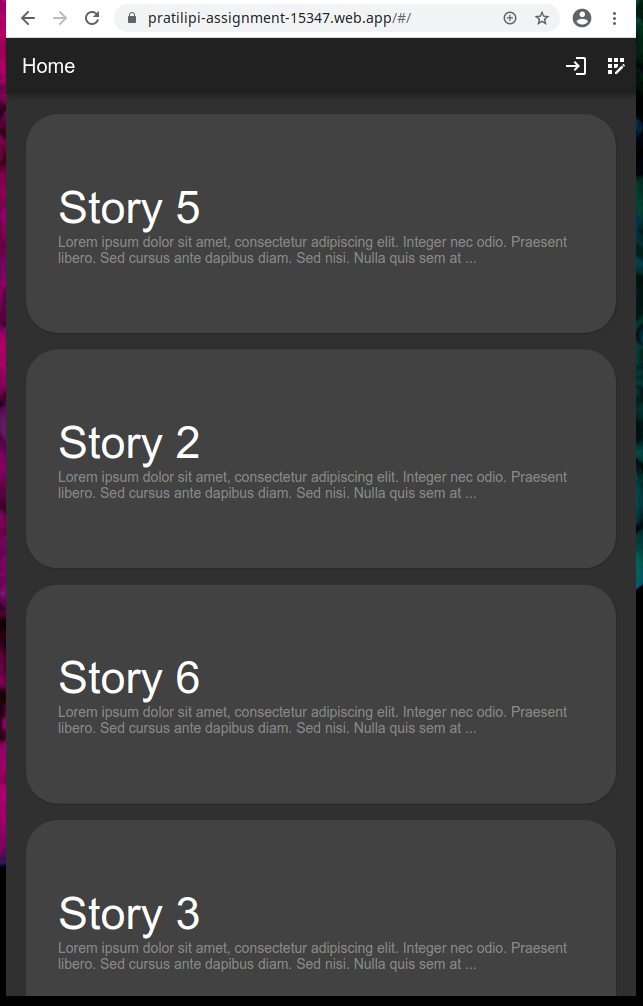 pratilipi-assignment-15347.web.app/#/
Home
Story 5
Lorem ipsum dolor sit amet, consectetur adipiscing elit. Integer nec odio. Praesent
libero. Sed cursus ante dapibus diam. Sed nisi. Nulla quis sem at ...
Story 2
Lorem ipsum dolor sit amet, consectetur adipiscing elit. Integer nec odio. Praesent
libero. Sed cursus ante dapibus diam. Sed nisi. Nulla quis sem at ...
Story 6
Lorem ipsum dolor sit amet, consectetur adipiscing elit. Integer nec odio. Praesent
libero. Sed cursus ante dapibus diam. Sed nisi. Nulla quis sem at ...
Story 3
Lorem ipsum dolor sit amet, consectetur adipiscing elit. Integer nec odio. Praesent
libero. Sed cursus ante dapibus diam. Sed nisi. Nulla quis sem at ...